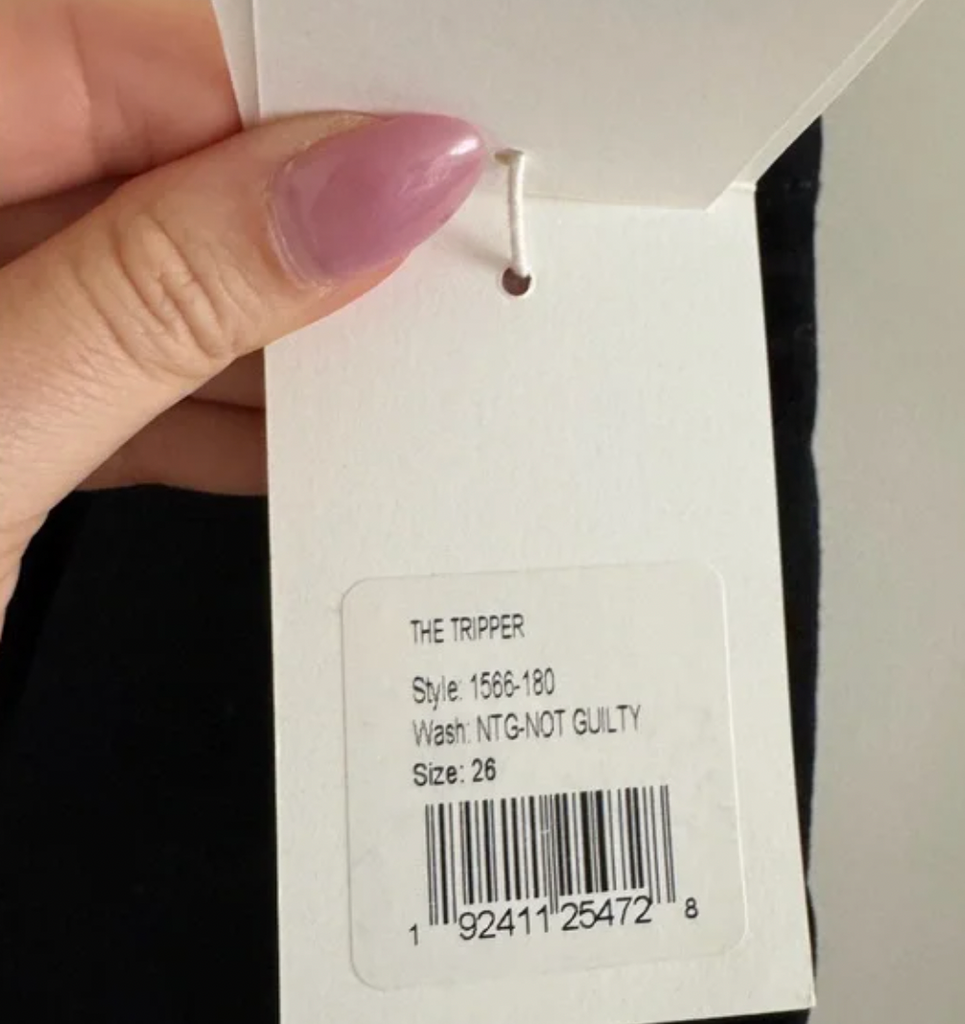 THE TRIPPER
Style: 1566-180
Wash: NTG-NOT GUILTY
Size: 26
1 92411 25472 8